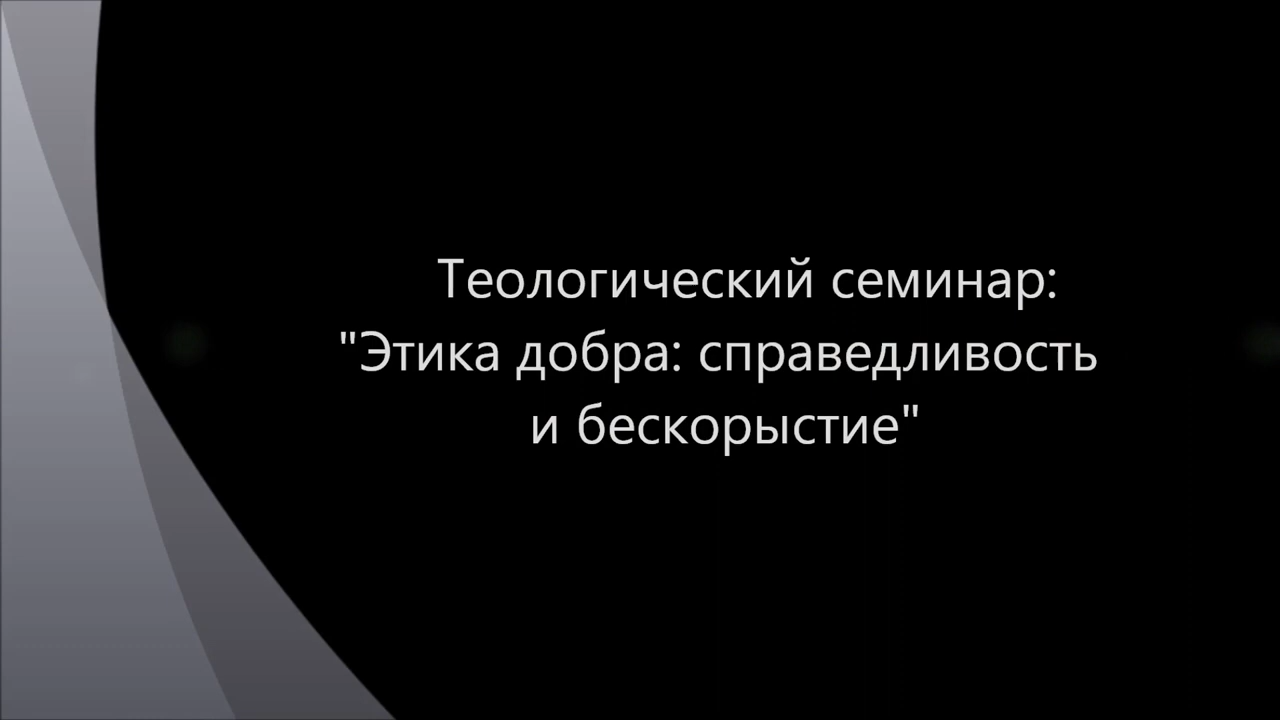 Теологический семинар:
"Этика добра: справедливость
и бескорыстие"